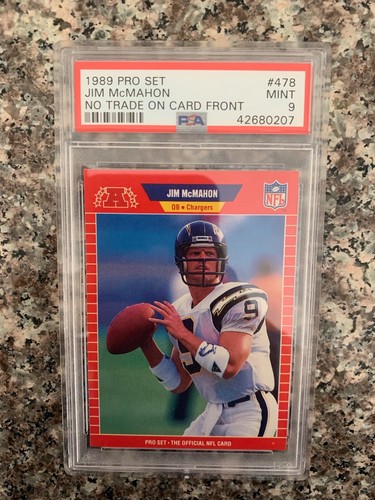 1989 PRO SET #478
JIM McMAHON MINT
NO TRADE ON CARD FRONT 9
PSA 42680207
A
JIM McMAHON
QB • Chargers
NFL
9
9
PRO SET • THE OFFICIAL NFL CARD